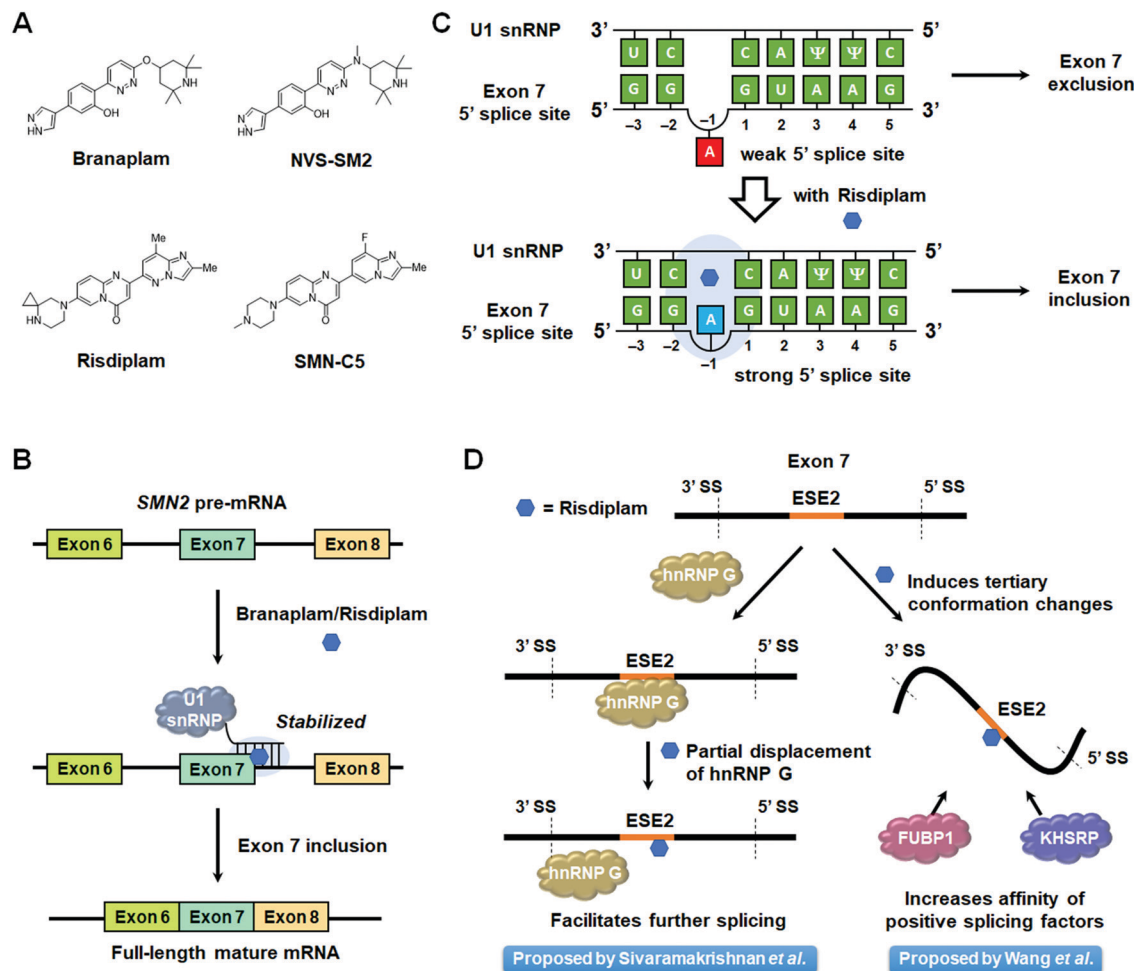 A
O
N
N
NH
OH
N
HN
Branaplam
N
N
N
NH
OH
N
HN
NVS-SM2
Me
N
N
Me
N
N
N
N
HN
O
Risdiplam
F
N
Me
N
N
N
N
N
Me
O
SMN-C5
B
SMN2 pre-mRNA
Exon 6
Exon 7
Exon 8
Branaplam/Risdiplam
U1
snRNP
Stabilized
Exon 6
Exon 7
Exon 8
Exon 7 inclusion
Exon 6
Exon 7
Exon 8
Full-length mature mRNA
C
U1 snRNP
3’
5’
U
C
C
A
Ψ
Ψ
C
Exon 7
5’ splice site
G
G
G
U
A
A
G
5’
3’
–3
–2
–1
1
2
3
4
5
A
weak 5’ splice site
Exon 7
exclusion
with Risdiplam
U1 snRNP
3’
5’
U
C
C
A
Ψ
Ψ
C
Exon 7
5’ splice site
G
G
A
G
U
A
A
G
5’
3’
–3
–2
–1
1
2
3
4
5
strong 5’ splice site
Exon 7
inclusion
D
Exon 7
= Risdiplam
3’ SS
ESE2
5’ SS
hnRNP G
Induces tertiary
conformation changes
3’ SS
ESE2
5’ SS
hnRNP G
Partial displacement
of hnRNP G
3’ SS
ESE2
5’ SS
hnRNP G
Facilitates further splicing
Proposed by Sivaramakrishnan et al.
3’ SS
ESE2
5’ SS
FUBP1
KHSRP
Increases affinity of
positive splicing factors
Proposed by Wang et al.